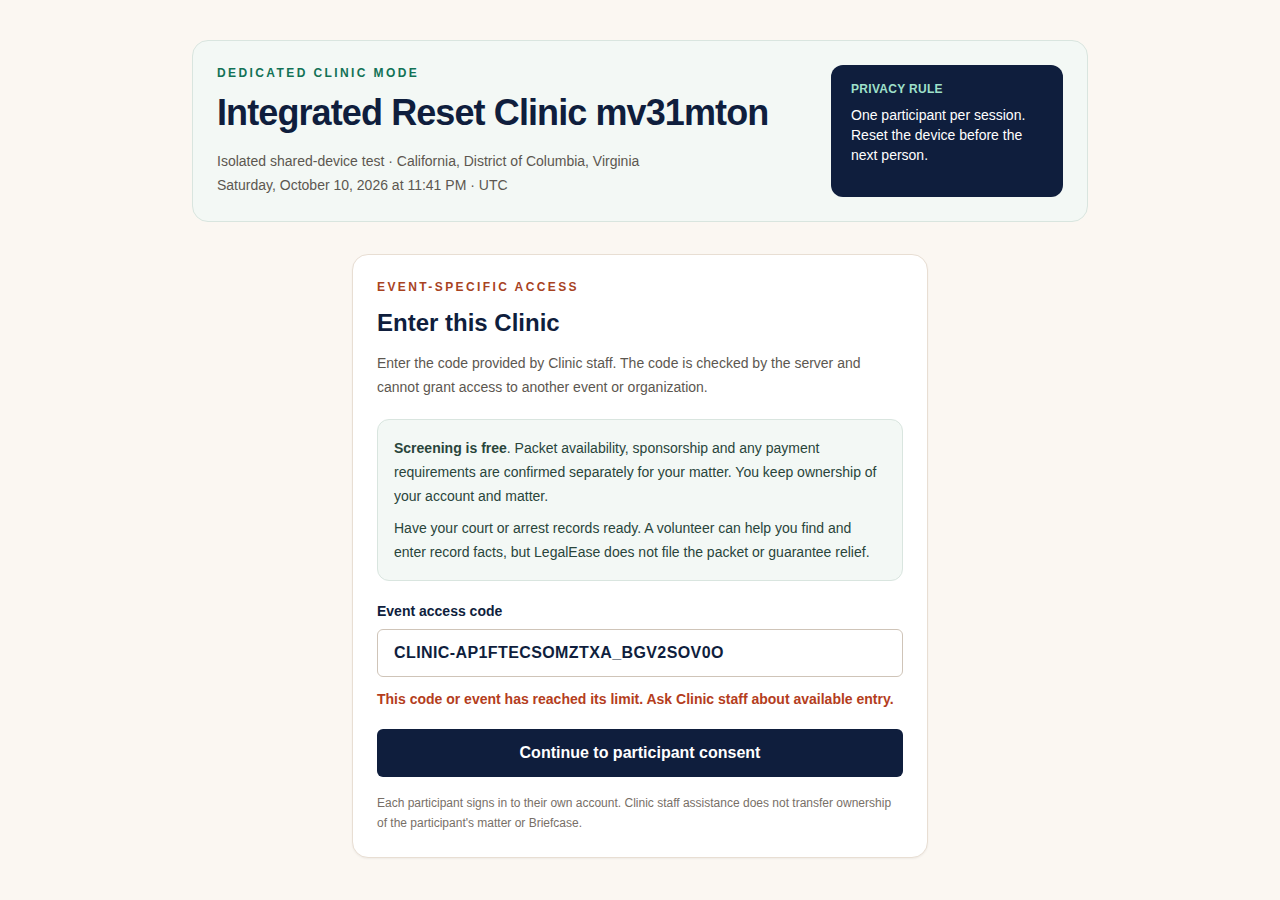 DEDICATED CLINIC MODE
Integrated Reset Clinic mv31mton
Isolated shared-device test · California, District of Columbia, Virginia
Saturday, October 10, 2026 at 11:41 PM · UTC
PRIVACY RULE
One participant per session.
Reset the device before the
next person.
EVENT-SPECIFIC ACCESS
Enter this Clinic
Enter the code provided by Clinic staff. The code is checked by the server and
cannot grant access to another event or organization.
Screening is free. Packet availability, sponsorship and any payment
requirements are confirmed separately for your matter. You keep ownership of
your account and matter.
Have your court or arrest records ready. A volunteer can help you find and
enter record facts, but LegalEase does not file the packet or guarantee relief.
Event access code
CLINIC-AP1FTECSOMZTXA_BGV2SOV0O
This code or event has reached its limit. Ask Clinic staff about available entry.
Continue to participant consent
Each participant signs in to their own account. Clinic staff assistance does not transfer ownership
of the participant's matter or Briefcase.